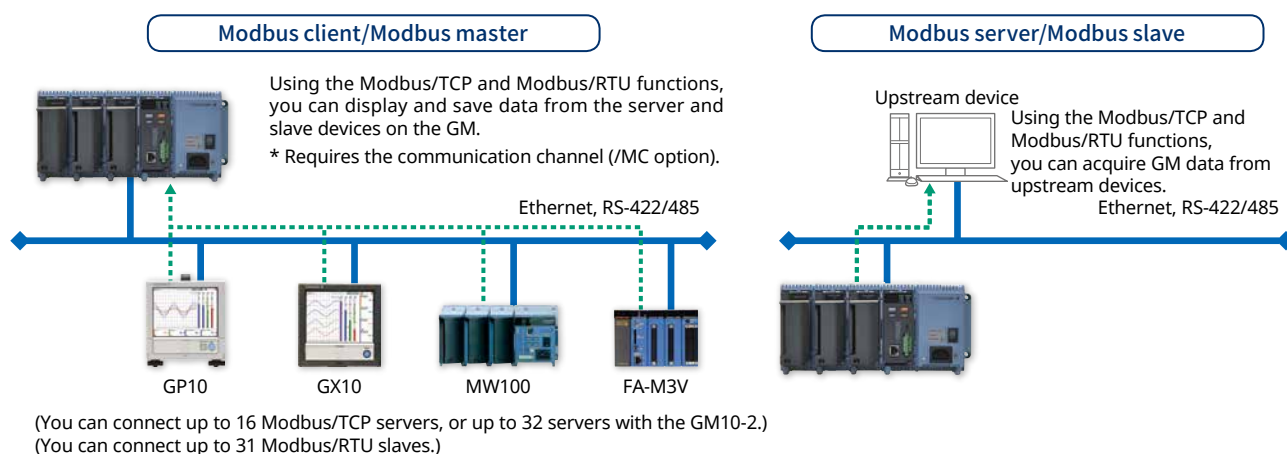 Modbus client/Modbus master
Using the Modbus/TCP and Modbus/RTU functions,
you can display and save data from the server and
slave devices on the GM.
* Requires the communication channel (/MC option).
Ethernet, RS-422/485
GP10
GX10
MW100
FA-M3V
(You can connect up to 16 Modbus/TCP servers, or up to 32 servers with the GM10-2.)
(You can connect up to 31 Modbus/RTU slaves.)
Modbus server/Modbus slave
Upstream device
Using the Modbus/TCP and
Modbus/RTU functions,
you can acquire GM data from
upstream devices.
Ethernet, RS-422/485